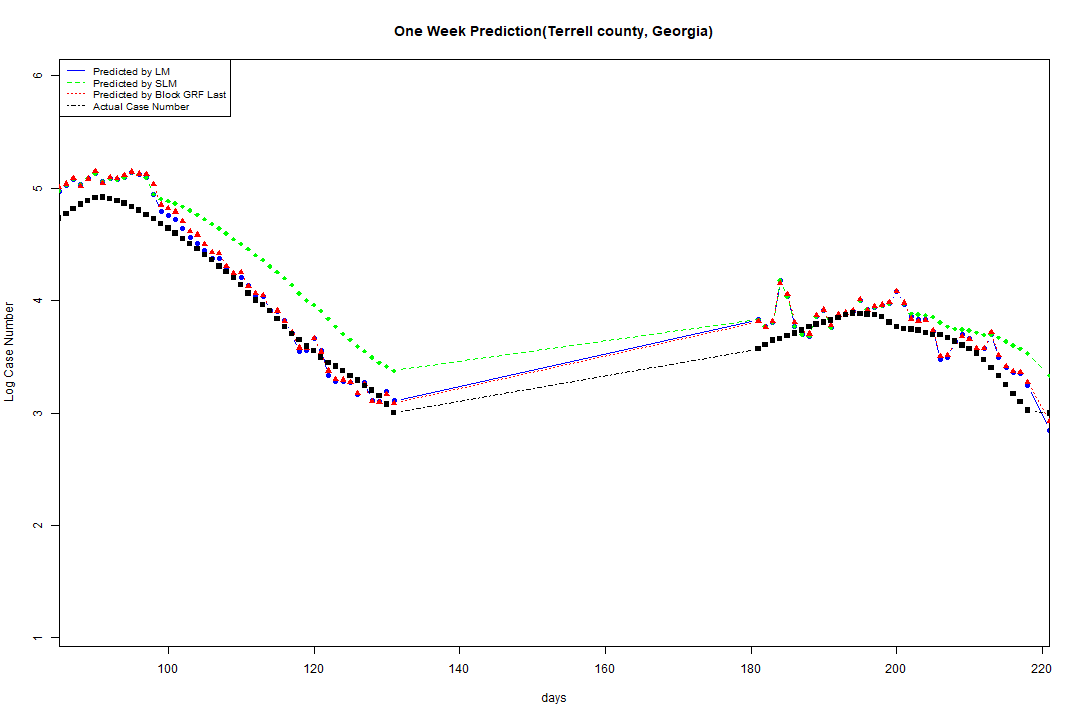 One Week Prediction(Terrell county, Georgia)
Predicted by LM
Predicted by SLM
Predicted by Block GRF Last
Actual Case Number
6
5
4
3
2
1
Log Case Number
100 120 140 160 180 200 220
days